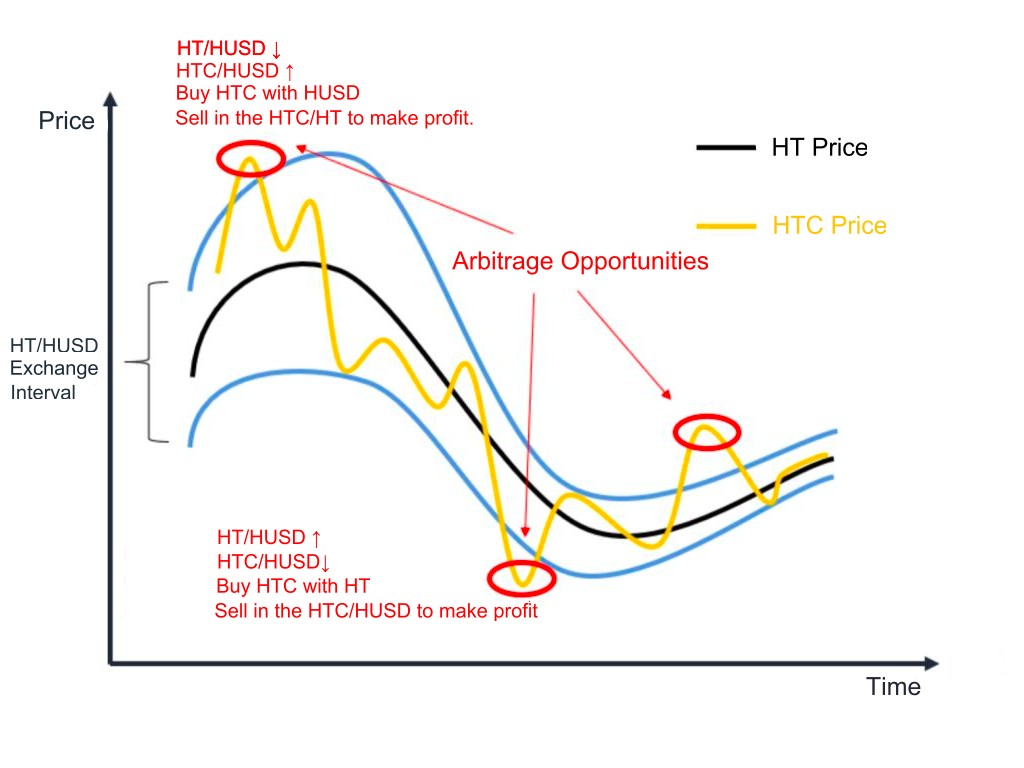 HT/HUSD ↓
HTC/HUSD ↑
Buy HTC with HUSD
Sell in the HTC/HT to make profit.
Price
HT Price
HTC Price
Arbitrage Opportunities
HT/HUSD
Exchange
Interval
HT/HUSD ↑
HTC/HUSD↓
Buy HTC with HT
Sell in the HTC/HUSD to make profit
Time